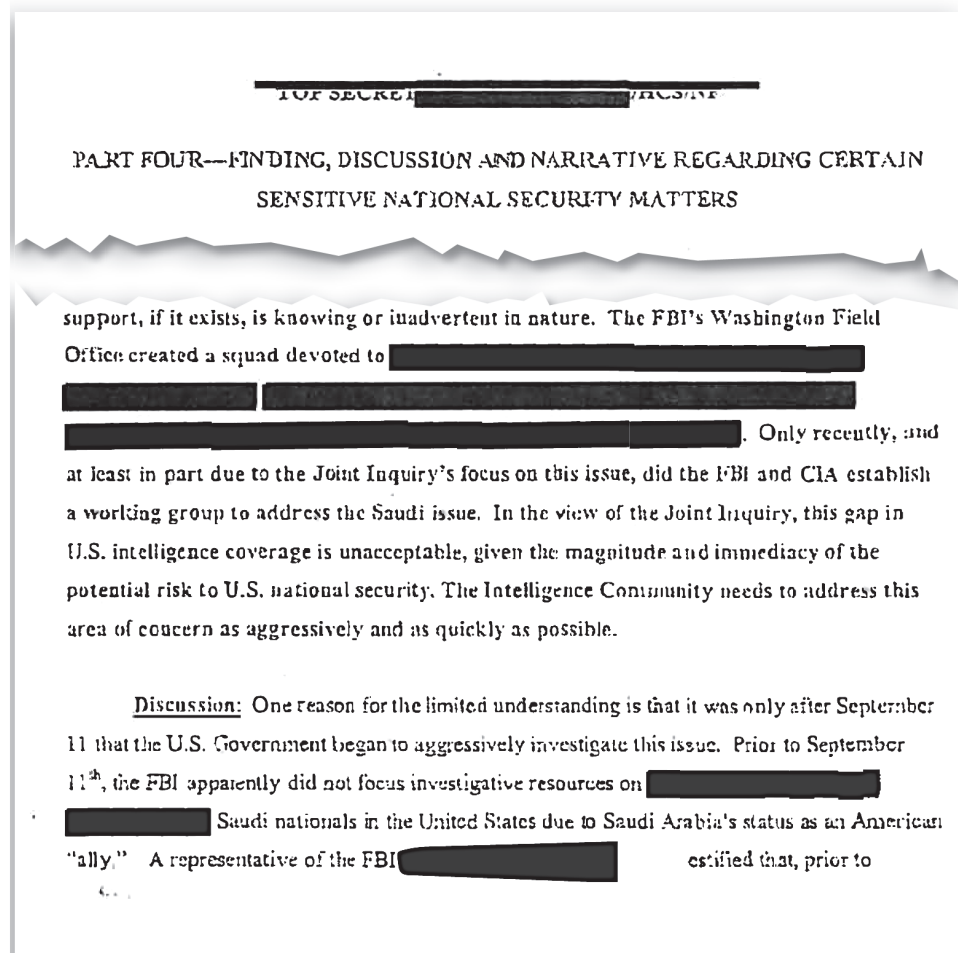 TOP SECRET /HCS/NF
PART FOUR—FINDING, DISCUSSION AND NARRATIVE REGARDING CERTAIN
SENSITIVE NATIONAL SECURITY MATTERS
support, if it exists, is knowing or inadvertent in nature. The FBI's Washington Field
Office created a squad devoted to
. Only recently, and
at least in part due to the Joint Inquiry's focus on this issue, did the FBI and CIA establish
a working group to address the Saudi issue. In the view of the Joint Inquiry, this gap in
U.S. intelligence coverage is unacceptable, given the magnitude and immediacy of the
potential risk to U.S. national security. The Intelligence Community needs to address this
area of concern as aggressively and as quickly as possible.
Discussion: One reason for the limited understanding is that it was only after September
11 that the U.S. Government began to aggressively investigate this issue. Prior to September
11th, the FBI apparently did not focus investigative resources on
Saudi nationals in the United States due to Saudi Arabia's status as an American
"ally." A representative of the FBI estified that, prior to